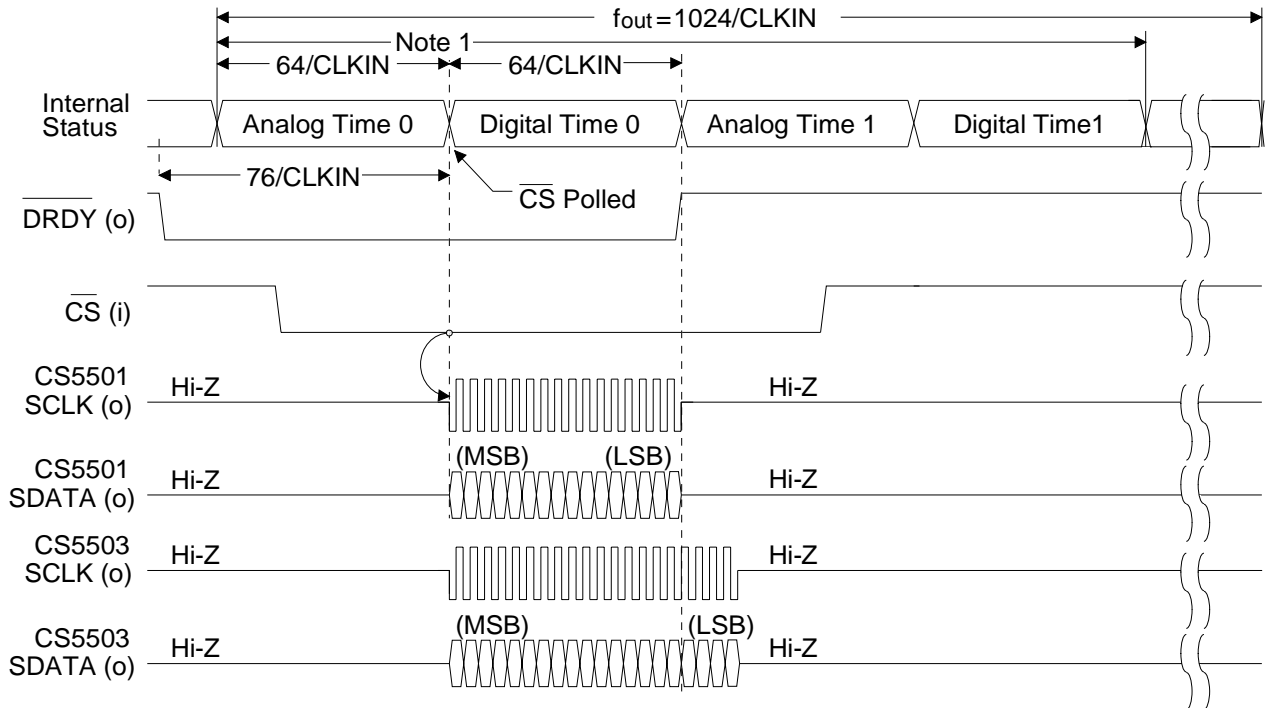 fout=1024/CLKIN
Note 1
64/CLKIN 64/CLKIN
Internal
Status
Analog Time 0 Digital Time 0 Analog Time 1 Digital Time1
76/CLKIN
CS Polled
DRDY (o)
CS (i)
CS5501
SCLK (o)
Hi-Z Hi-Z
CS5501
SDATA (o)
Hi-Z (MSB) (LSB) Hi-Z
CS5503
SCLK (o)
Hi-Z Hi-Z
CS5503
SDATA (o)
Hi-Z (MSB) (LSB) Hi-Z